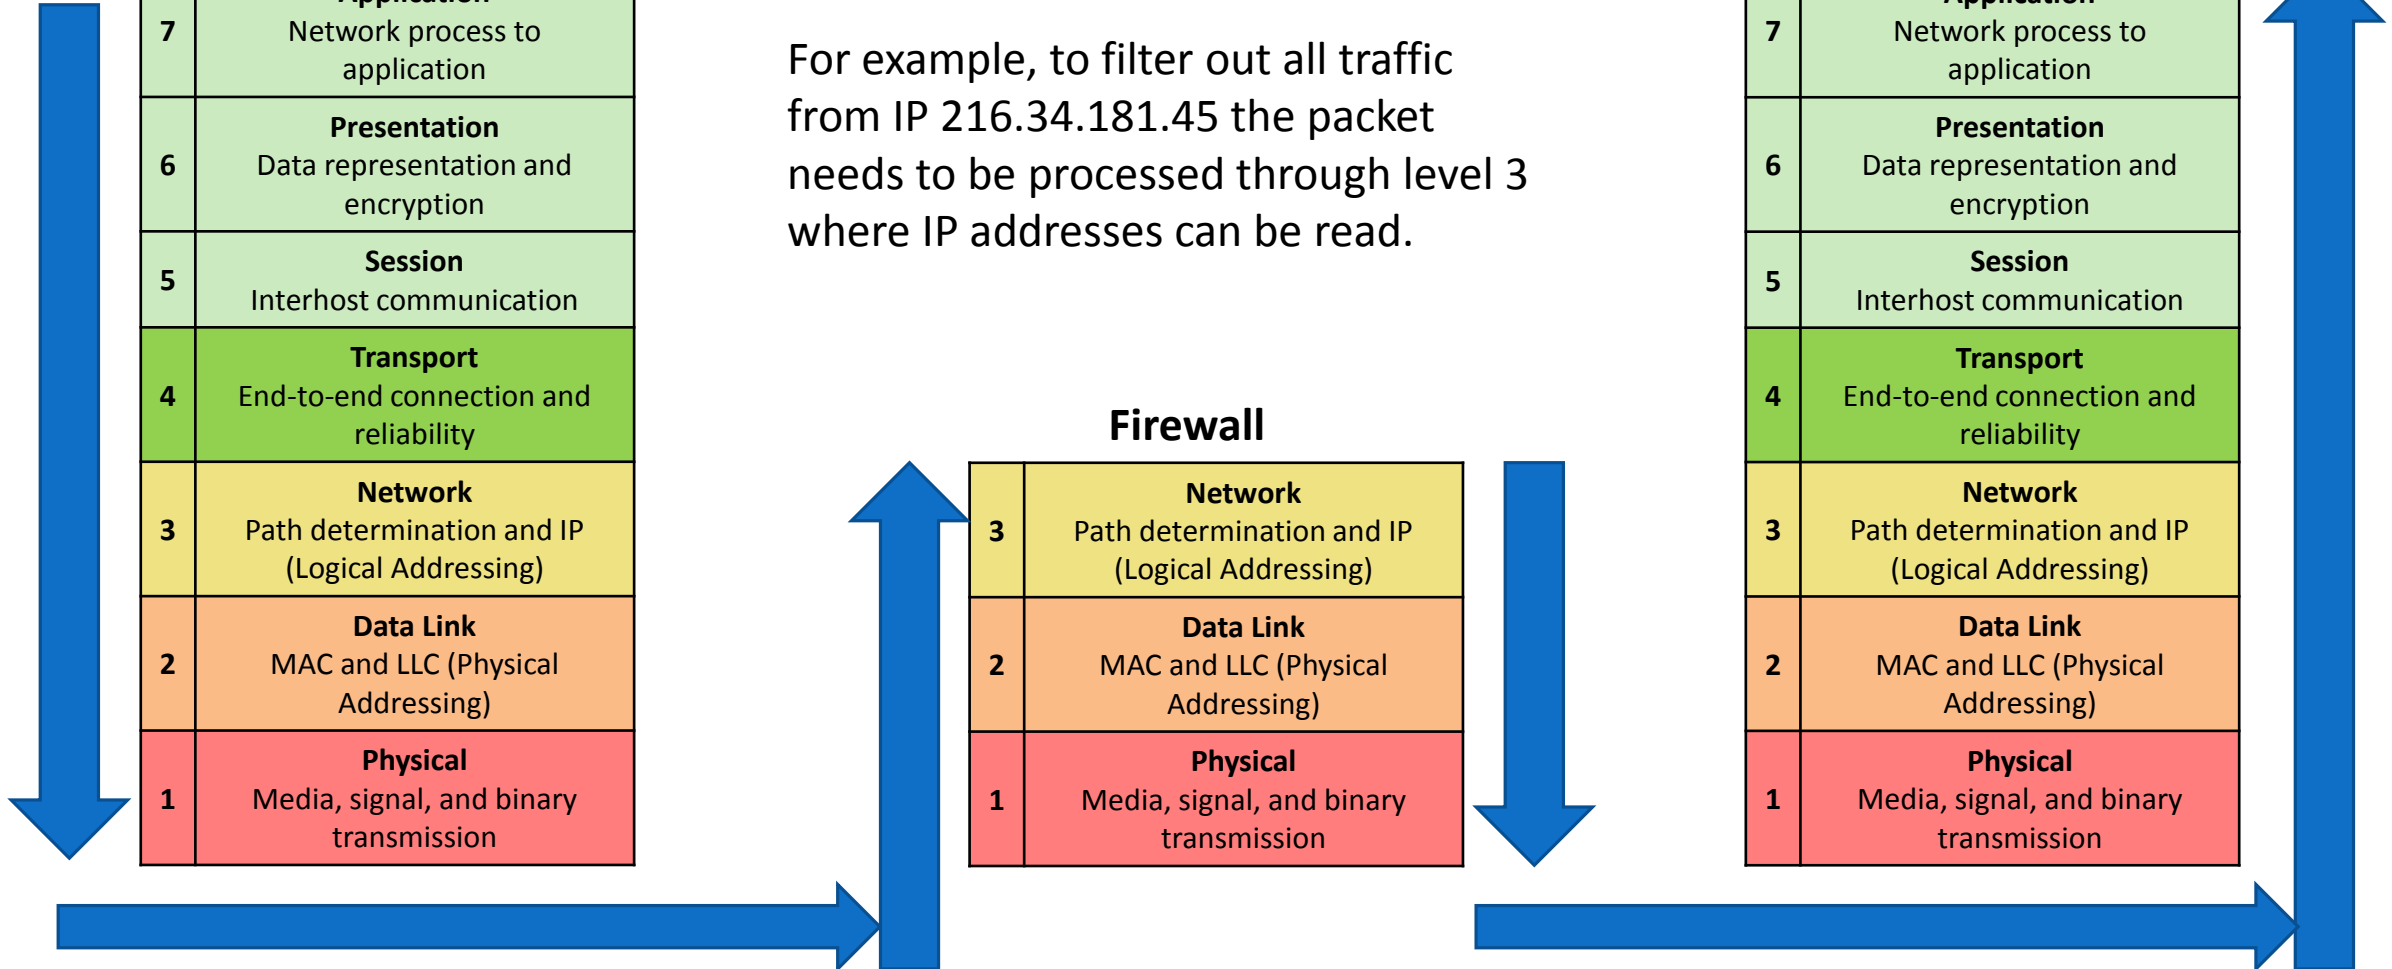 Application
7
Network process to
application
Presentation
6
Data representation and
encryption
Session
5
Interhost communication
Transport
4
End-to-end connection and
reliability
Network
3
Path determination and IP
(Logical Addressing)
Data Link
2
MAC and LLC (Physical
Addressing)
Physical
1
Media, signal, and binary
transmission
For example, to filter out all traffic
from IP 216.34.181.45 the packet
needs to be processed through level 3
where IP addresses can be read.
Firewall
Network
3
Path determination and IP
(Logical Addressing)
Data Link
2
MAC and LLC (Physical
Addressing)
Physical
1
Media, signal, and binary
transmission
Application
7
Network process to
application
Presentation
6
Data representation and
encryption
Session
5
Interhost communication
Transport
4
End-to-end connection and
reliability
Network
3
Path determination and IP
(Logical Addressing)
Data Link
2
MAC and LLC (Physical
Addressing)
Physical
1
Media, signal, and binary
transmission